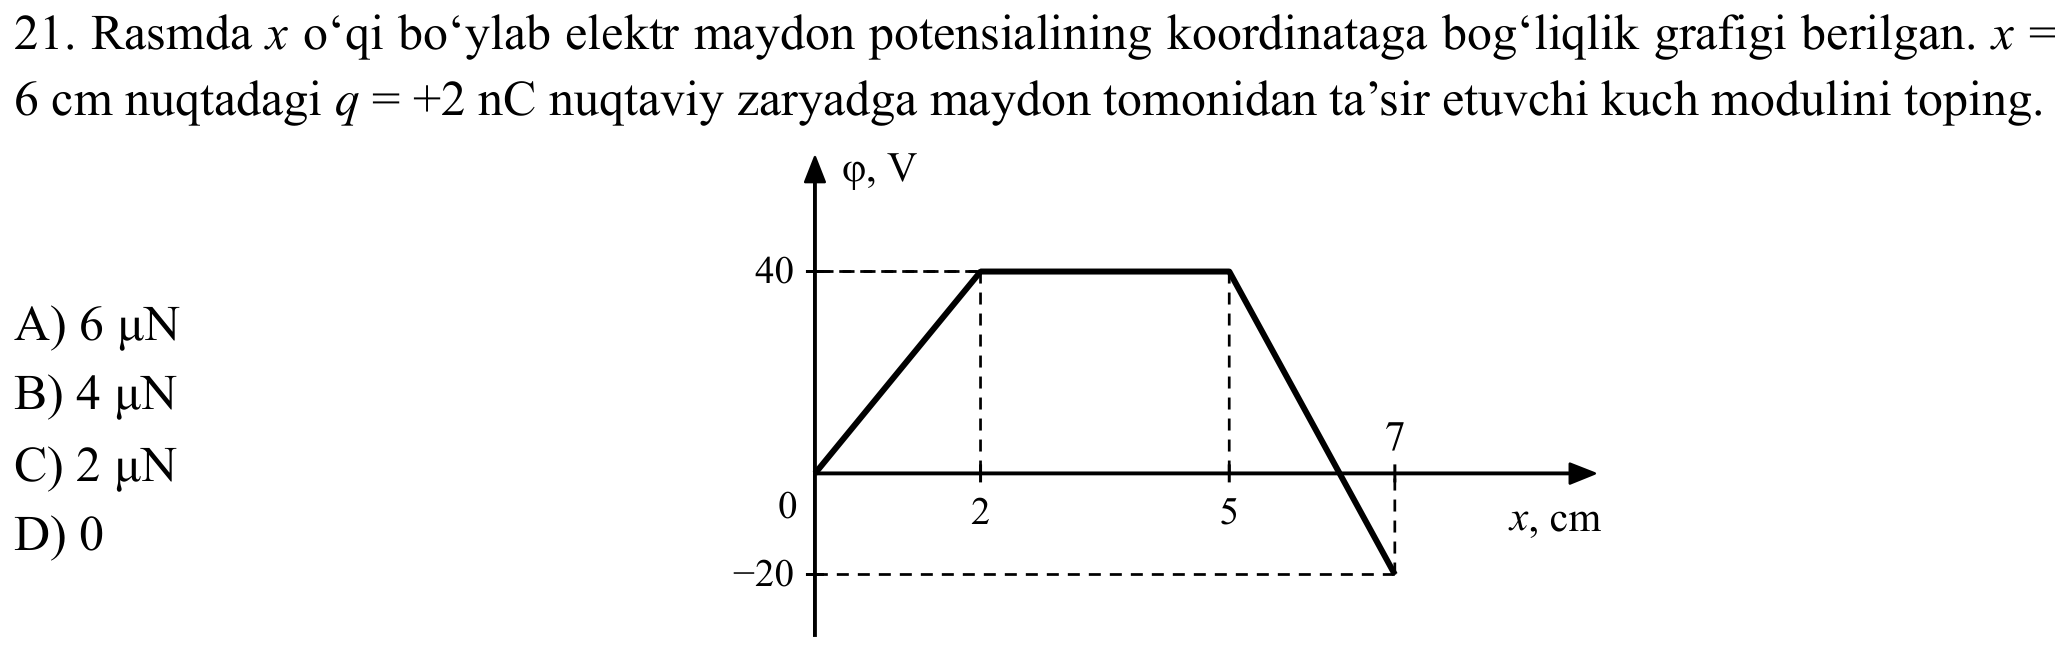 21. Rasmda x o‘qi bo‘ylab elektr maydon potensialining koordinataga bog‘liqlik grafigi berilgan. x =
6 cm nuqtadagi q = +2 nC nuqtaviy zaryadga maydon tomonidan ta’sir etuvchi kuch modulini toping.
φ, V
40
A) 6 μN
B) 4 μN
7
C) 2 μN
0
2
5
x, cm
D) 0
−20